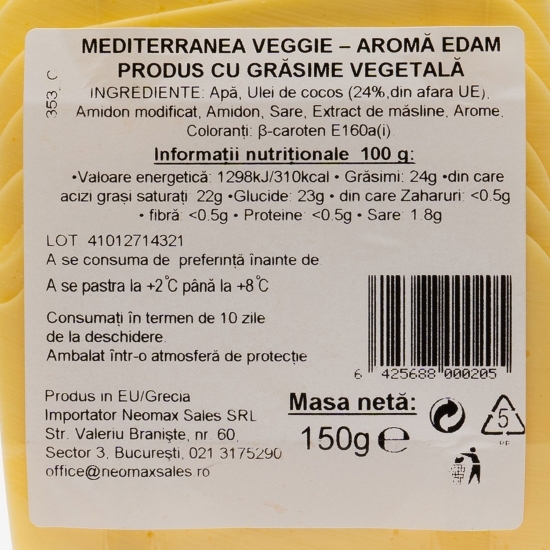 MEDITERRANEA VEGGIE – AROMĂ EDAM
PRODUS CU GRĂSIME VEGETALĂ
353, C
INGREDIENTE: Apă, Ulei de cocos (24%,din afara UE),
Amidon modificat, Amidon, Sare, Extract de măsline, Arome,
Coloranți: β-caroten E160a(i)
Informații nutriționale 100 g:
•Valoare energetică: 1298kJ/310kcal • Grăsimi: 24g •din care
acizi grași saturați 22g •Glucide: 23g • din care Zaharuri: <0.5g
• fibră: <0.5g • Proteine: <0.5g • Sare: 1.8g
LOT 41012714321
A se consuma de preferință înainte de
A se pastra la +2°C până la +8°C
Consumați în termen de 10 zile
de la deschidere.
Ambalat într-o atmosferă de protecție
6 425688 000205
Produs in EU/Grecia
Importator Neomax Sales SRL
Str. Valeriu Braniște, nr. 60,
Sector 3, București, 021 3175290
office@neomaxsales.ro
Masa netă:
150g e
5
PP